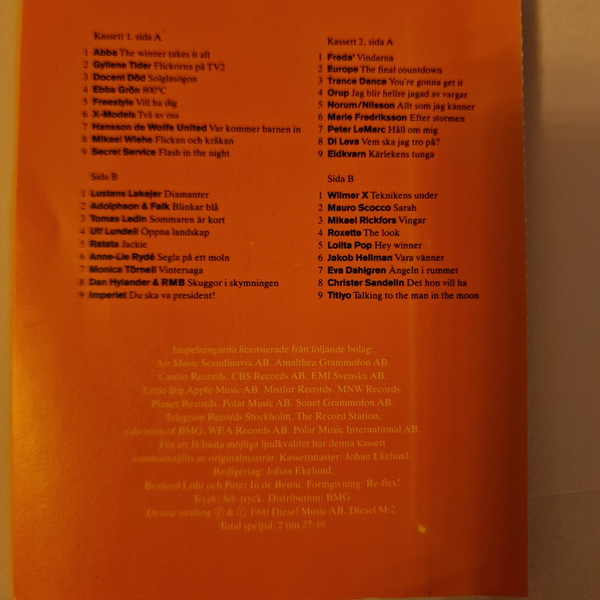 Kassett 1, sida A
1 Abba The winner takes it all
2 Gyllene Tider Flickorna på TV2
3 Docent Död Solglasögon
4 Ebba Grön 800°C
5 Freestyle Vill ha dig
6 X-Models Två av oss
7 Hansson de Wolfe United Var kommer barnen in
8 Mikael Wiehe Flickan och kråkan
9 Secret Service Flash in the night
Sida B
1 Lustans Lakejer Diamanter
2 Adolphson & Falk Blinkar blå
3 Tomas Ledin Sommaren är kort
4 Ulf Lundell Öppna landskap
5 Ratata Jackie
6 Anne-Lie Rydé Segla på ett moln
7 Monica Törnell Vintersaga
8 Dan Hylander & RMB Skuggor i skymningen
9 Imperiet Du ska va president!
Kassett 2, sida A
1 Freda' Vindarna
2 Europe The final countdown
3 Trance Dance You're gonna get it
4 Orup Jag blir hellre jagad av vargar
5 Norum/Nilsson Allt som jag känner
6 Marie Fredriksson Efter stormen
7 Peter LeMarc Håll om mig
8 Di Leva Vem ska jag tro på?
9 Eldkvarn Kärlekens tunga
Sida B
1 Wilmer X Teknikens under
2 Mauro Scocco Sarah
3 Mikael Rickfors Vingar
4 Roxette The look
5 Lolita Pop Hey winner
6 Jakob Hellman Vara vänner
7 Eva Dahlgren Ängeln i rummet
8 Christer Sandelin Det hon vill ha
9 Titiyo Talking to the man in the moon
Inspelningarna licensierade från följande bolag:
Air Music Scandinavia AB. Amalthea Grammofon AB.
Cantio Records. CBS Records AB. EMI Svenska AB.
Little Big Apple Music AB. Mistlur Records. MNW Records.
Planet Records. Polar Music AB. Sonet Grammofon AB.
Telegram Records Stockholm. The Record Station,
a division of BMG. WEA Records AB. Polar Music International AB.
För att få bästa möjliga ljudkvalitet har denna kassett
sammanställts av originalmastrar. Kassettmaster: Johan Ekelund.
Redigering: Johan Ekelund.
Bernard Löhr och Peter In de Betou. Formgivning: Re-flex!
Tryck: Sib-tryck. Distribution: BMG.
Denna samling Ⓟ & Ⓒ 1990 Diesel Music AB. Diesel M-2
Total speltid: 2 tim 27:49.